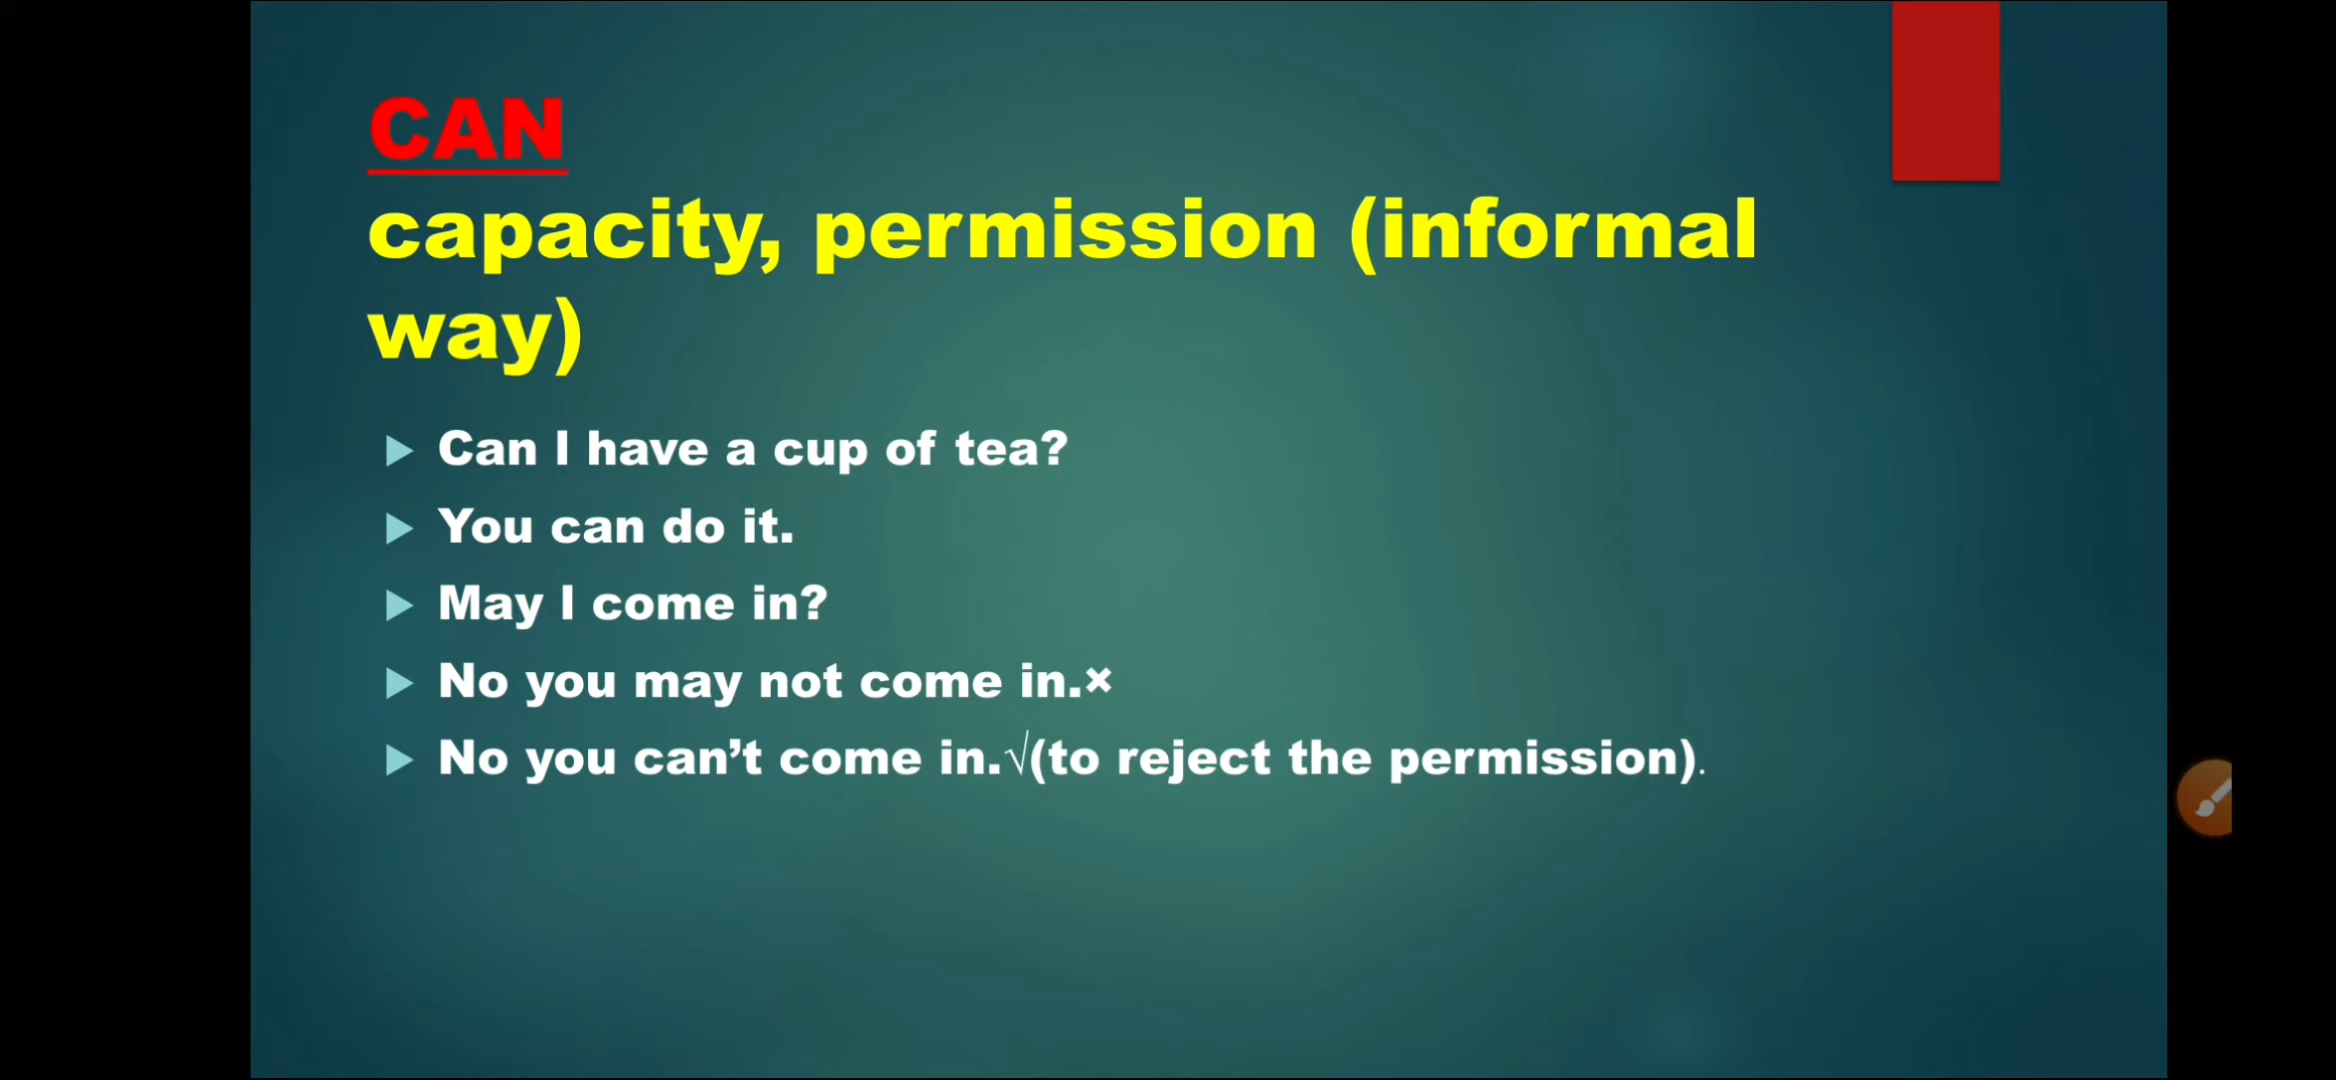 CAN
capacity, permission (informal
way)
Can I have a cup of tea?
You can do it.
May I come in?
No you may not come in.×
No you can’t come in.√(to reject the permission).